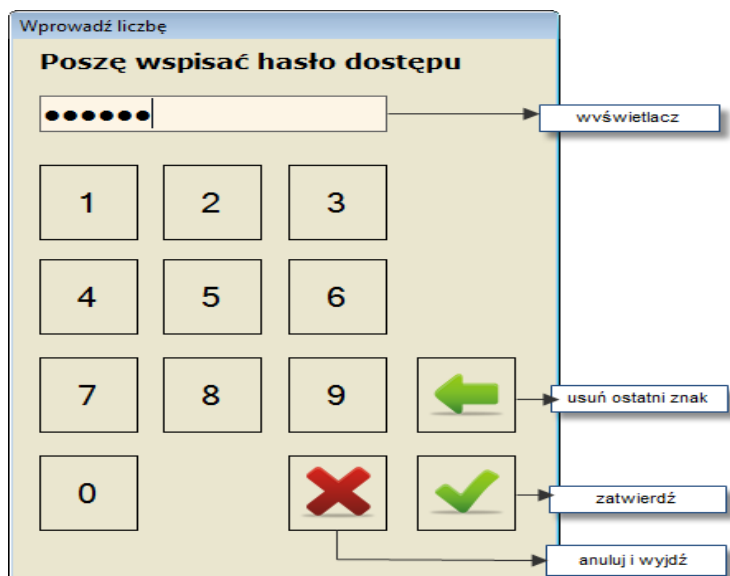 Wprowadź liczbę
Poszę wspisać hasło dostępu
••••••
wvświetlacz
1 2 3
4 5 6
7 8 9
usuń ostatni znak
0
zatwierdź
anuluj i wyjdź